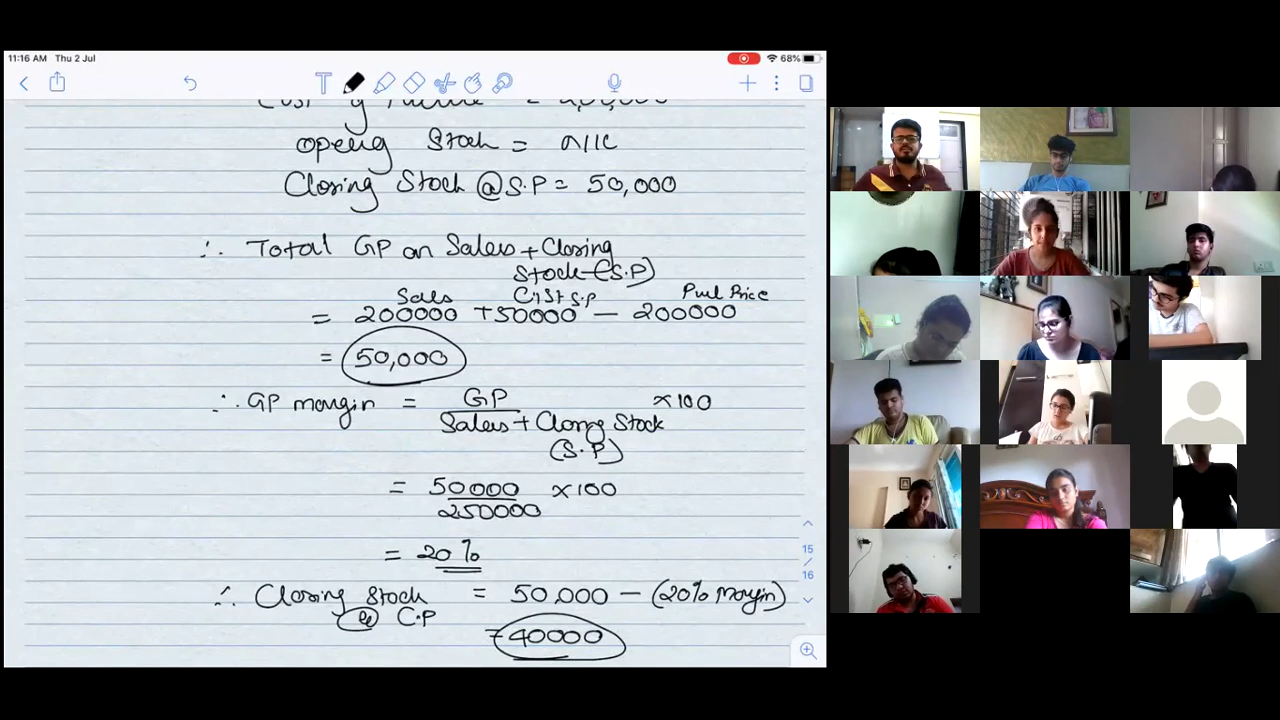 11:16 AM Thu 2 Jul
68%
Opening Stock = Nil
Closing Stock @ S.P = 50,000
∴ Total GP on Sales + Closing
Stock (S.P)
Sales Cl St S.P Purl Price
= 200000 + 50000 − 200000
= 50,000
∴ GP margin = GP × 100
Sales + Closing Stock
(S.P)
= 50000 × 100
250000
= 20 %
15
/
16
∴ Closing Stock = 50,000 − (20% Margin)
@ C.P
= 40000